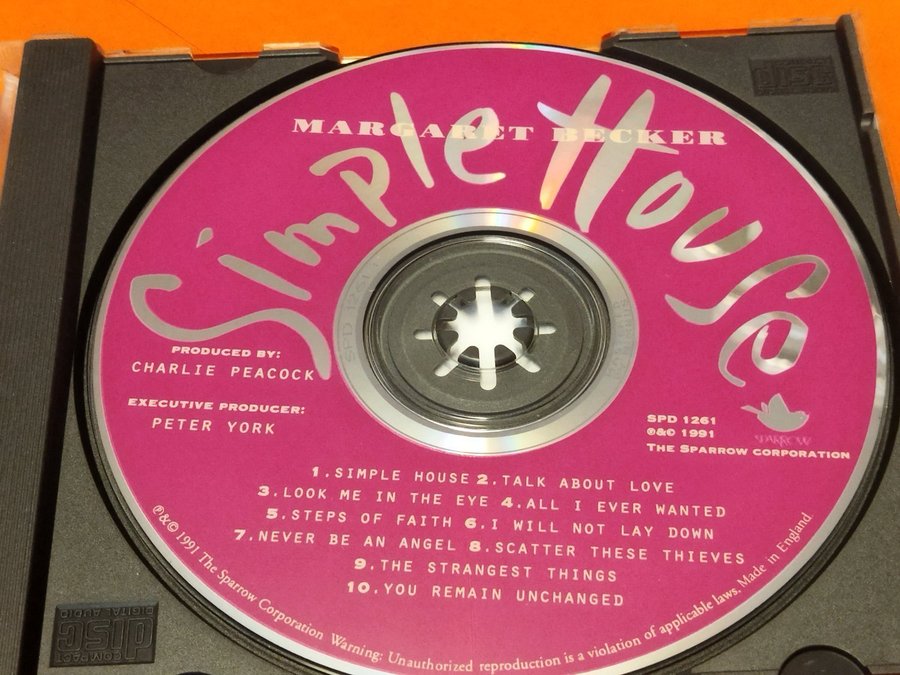 MARGARET BECKER
Simple House
PRODUCED BY:
CHARLIE PEACOCK
EXECUTIVE PRODUCER:
PETER YORK
SPD 1261
℗&© 1991
THE SPARROW CORPORATION
SPARROW
1.SIMPLE HOUSE 2.TALK ABOUT LOVE
3.LOOK ME IN THE EYE 4.ALL I EVER WANTED
5.STEPS OF FAITH 6.I WILL NOT LAY DOWN
7.NEVER BE AN ANGEL 8.SCATTER THESE THIEVES
9.THE STRANGEST THINGS
10.YOU REMAIN UNCHANGED
℗&© 1991 The Sparrow Corporation Warning: Unauthorized reproduction is a violation of applicable laws. Made in England
COMPACT
disc
DIGITAL AUDIO